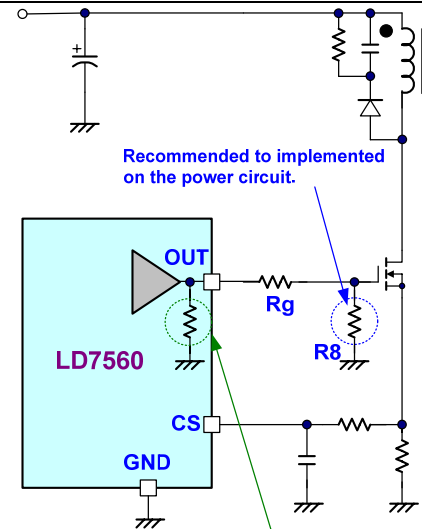 +
Recommended to implemented
on the power circuit.
OUT
Rg
R8
LD7560
CS
GND